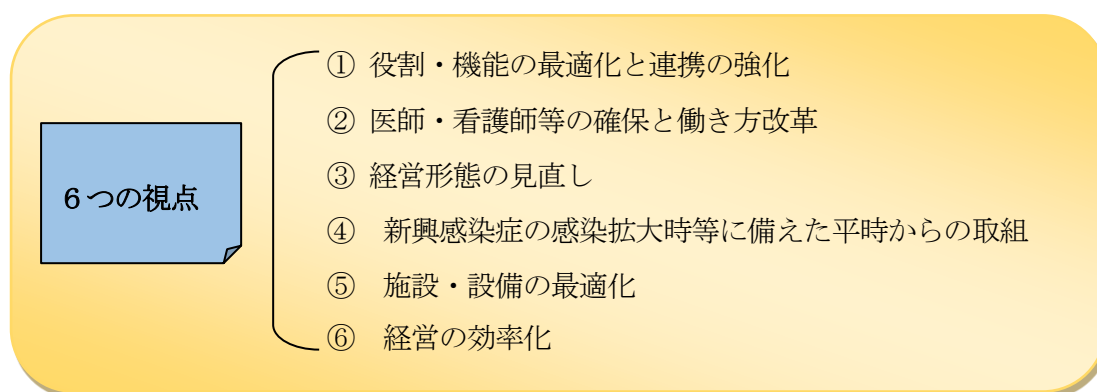 6つの視点
① 役割・機能の最適化と連携の強化
② 医師・看護師等の確保と働き方改革
③ 経営形態の見直し
④ 新興感染症の感染拡大時等に備えた平時からの取組
⑤ 施設・設備の最適化
⑥ 経営の効率化